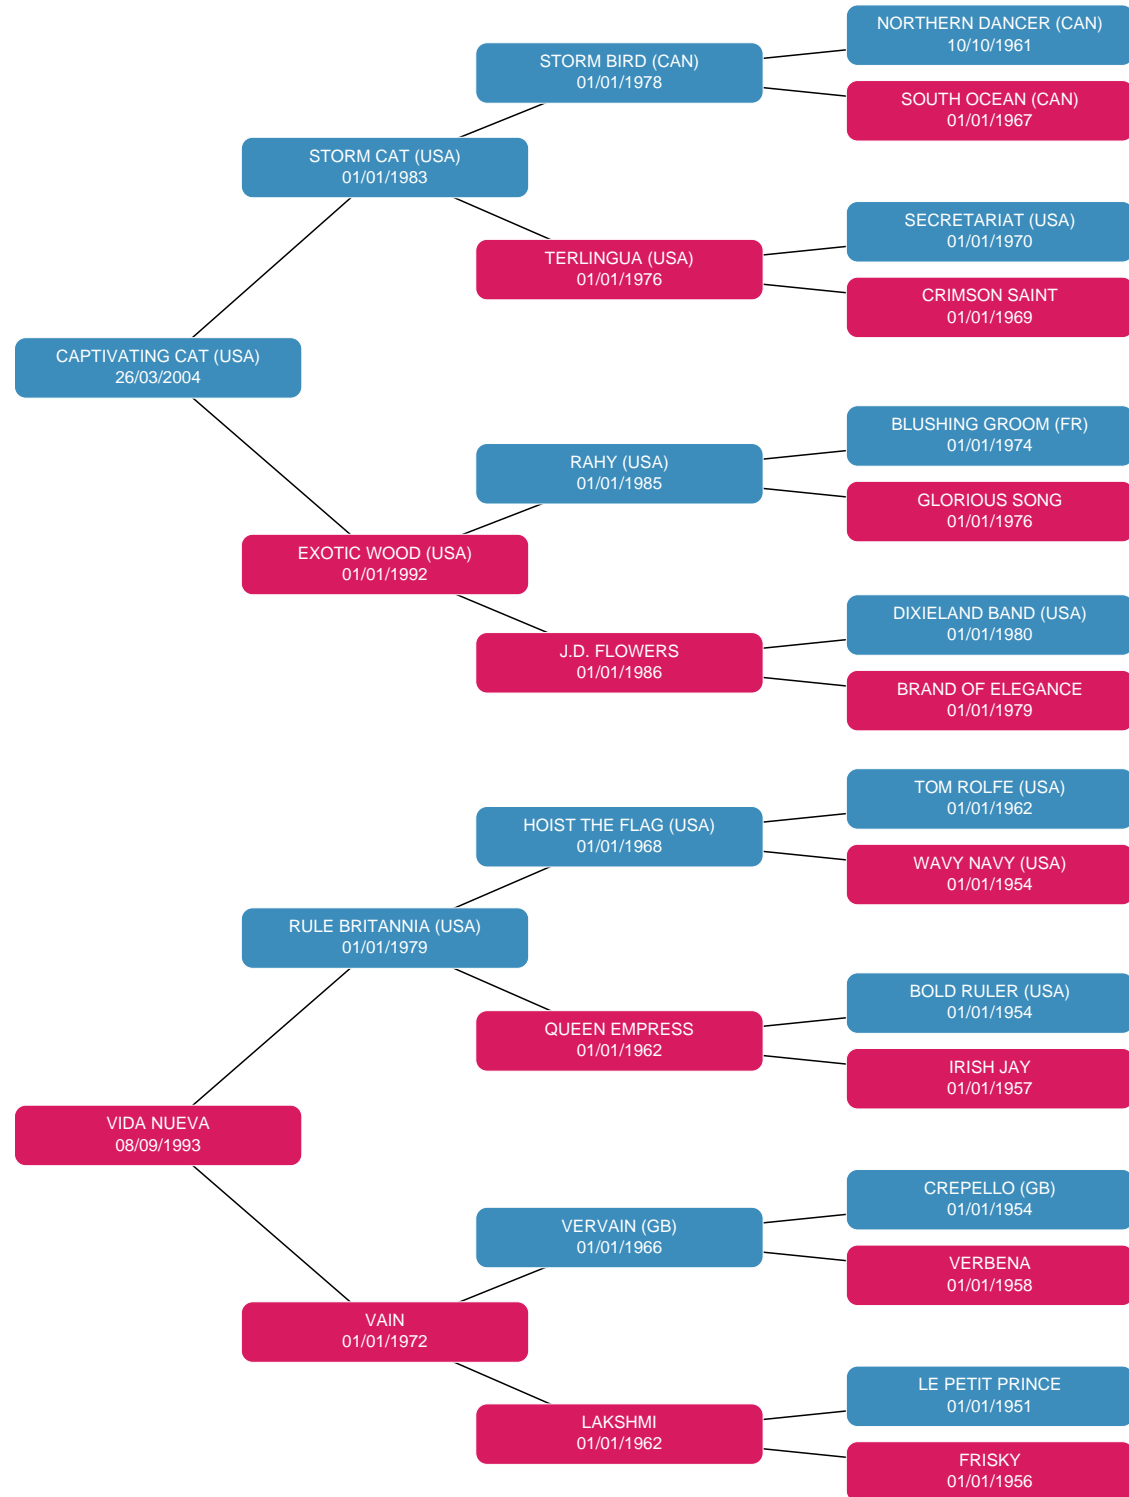 NORTHERN DANCER (CAN)
10/10/1961
STORM BIRD (CAN)
01/01/1978
SOUTH OCEAN (CAN)
01/01/1967
STORM CAT (USA)
01/01/1983
SECRETARIAT (USA)
01/01/1970
TERLINGUA (USA)
01/01/1976
CRIMSON SAINT
01/01/1969
CAPTIVATING CAT (USA)
26/03/2004
BLUSHING GROOM (FR)
01/01/1974
RAHY (USA)
01/01/1985
GLORIOUS SONG
01/01/1976
EXOTIC WOOD (USA)
01/01/1992
DIXIELAND BAND (USA)
01/01/1980
J.D. FLOWERS
01/01/1986
BRAND OF ELEGANCE
01/01/1979
TOM ROLFE (USA)
01/01/1962
HOIST THE FLAG (USA)
01/01/1968
WAVY NAVY (USA)
01/01/1954
RULE BRITANNIA (USA)
01/01/1979
BOLD RULER (USA)
01/01/1954
QUEEN EMPRESS
01/01/1962
IRISH JAY
01/01/1957
VIDA NUEVA
08/09/1993
CREPELLO (GB)
01/01/1954
VERVAIN (GB)
01/01/1966
VERBENA
01/01/1958
VAIN
01/01/1972
LE PETIT PRINCE
01/01/1951
LAKSHMI
01/01/1962
FRISKY
01/01/1956